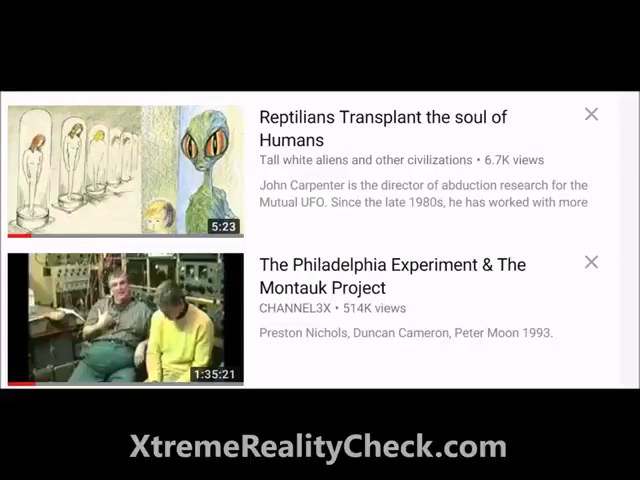 Reptilians Transplant the soul of
Humans
Tall white aliens and other civilizations • 6.7K views
John Carpenter is the director of abduction research for the
Mutual UFO. Since the late 1980s, he has worked with more
5:23
The Philadelphia Experiment & The
Montauk Project
CHANNEL3X • 514K views
Preston Nichols, Duncan Cameron, Peter Moon 1993.
1:35:21
XtremeRealityCheck.com